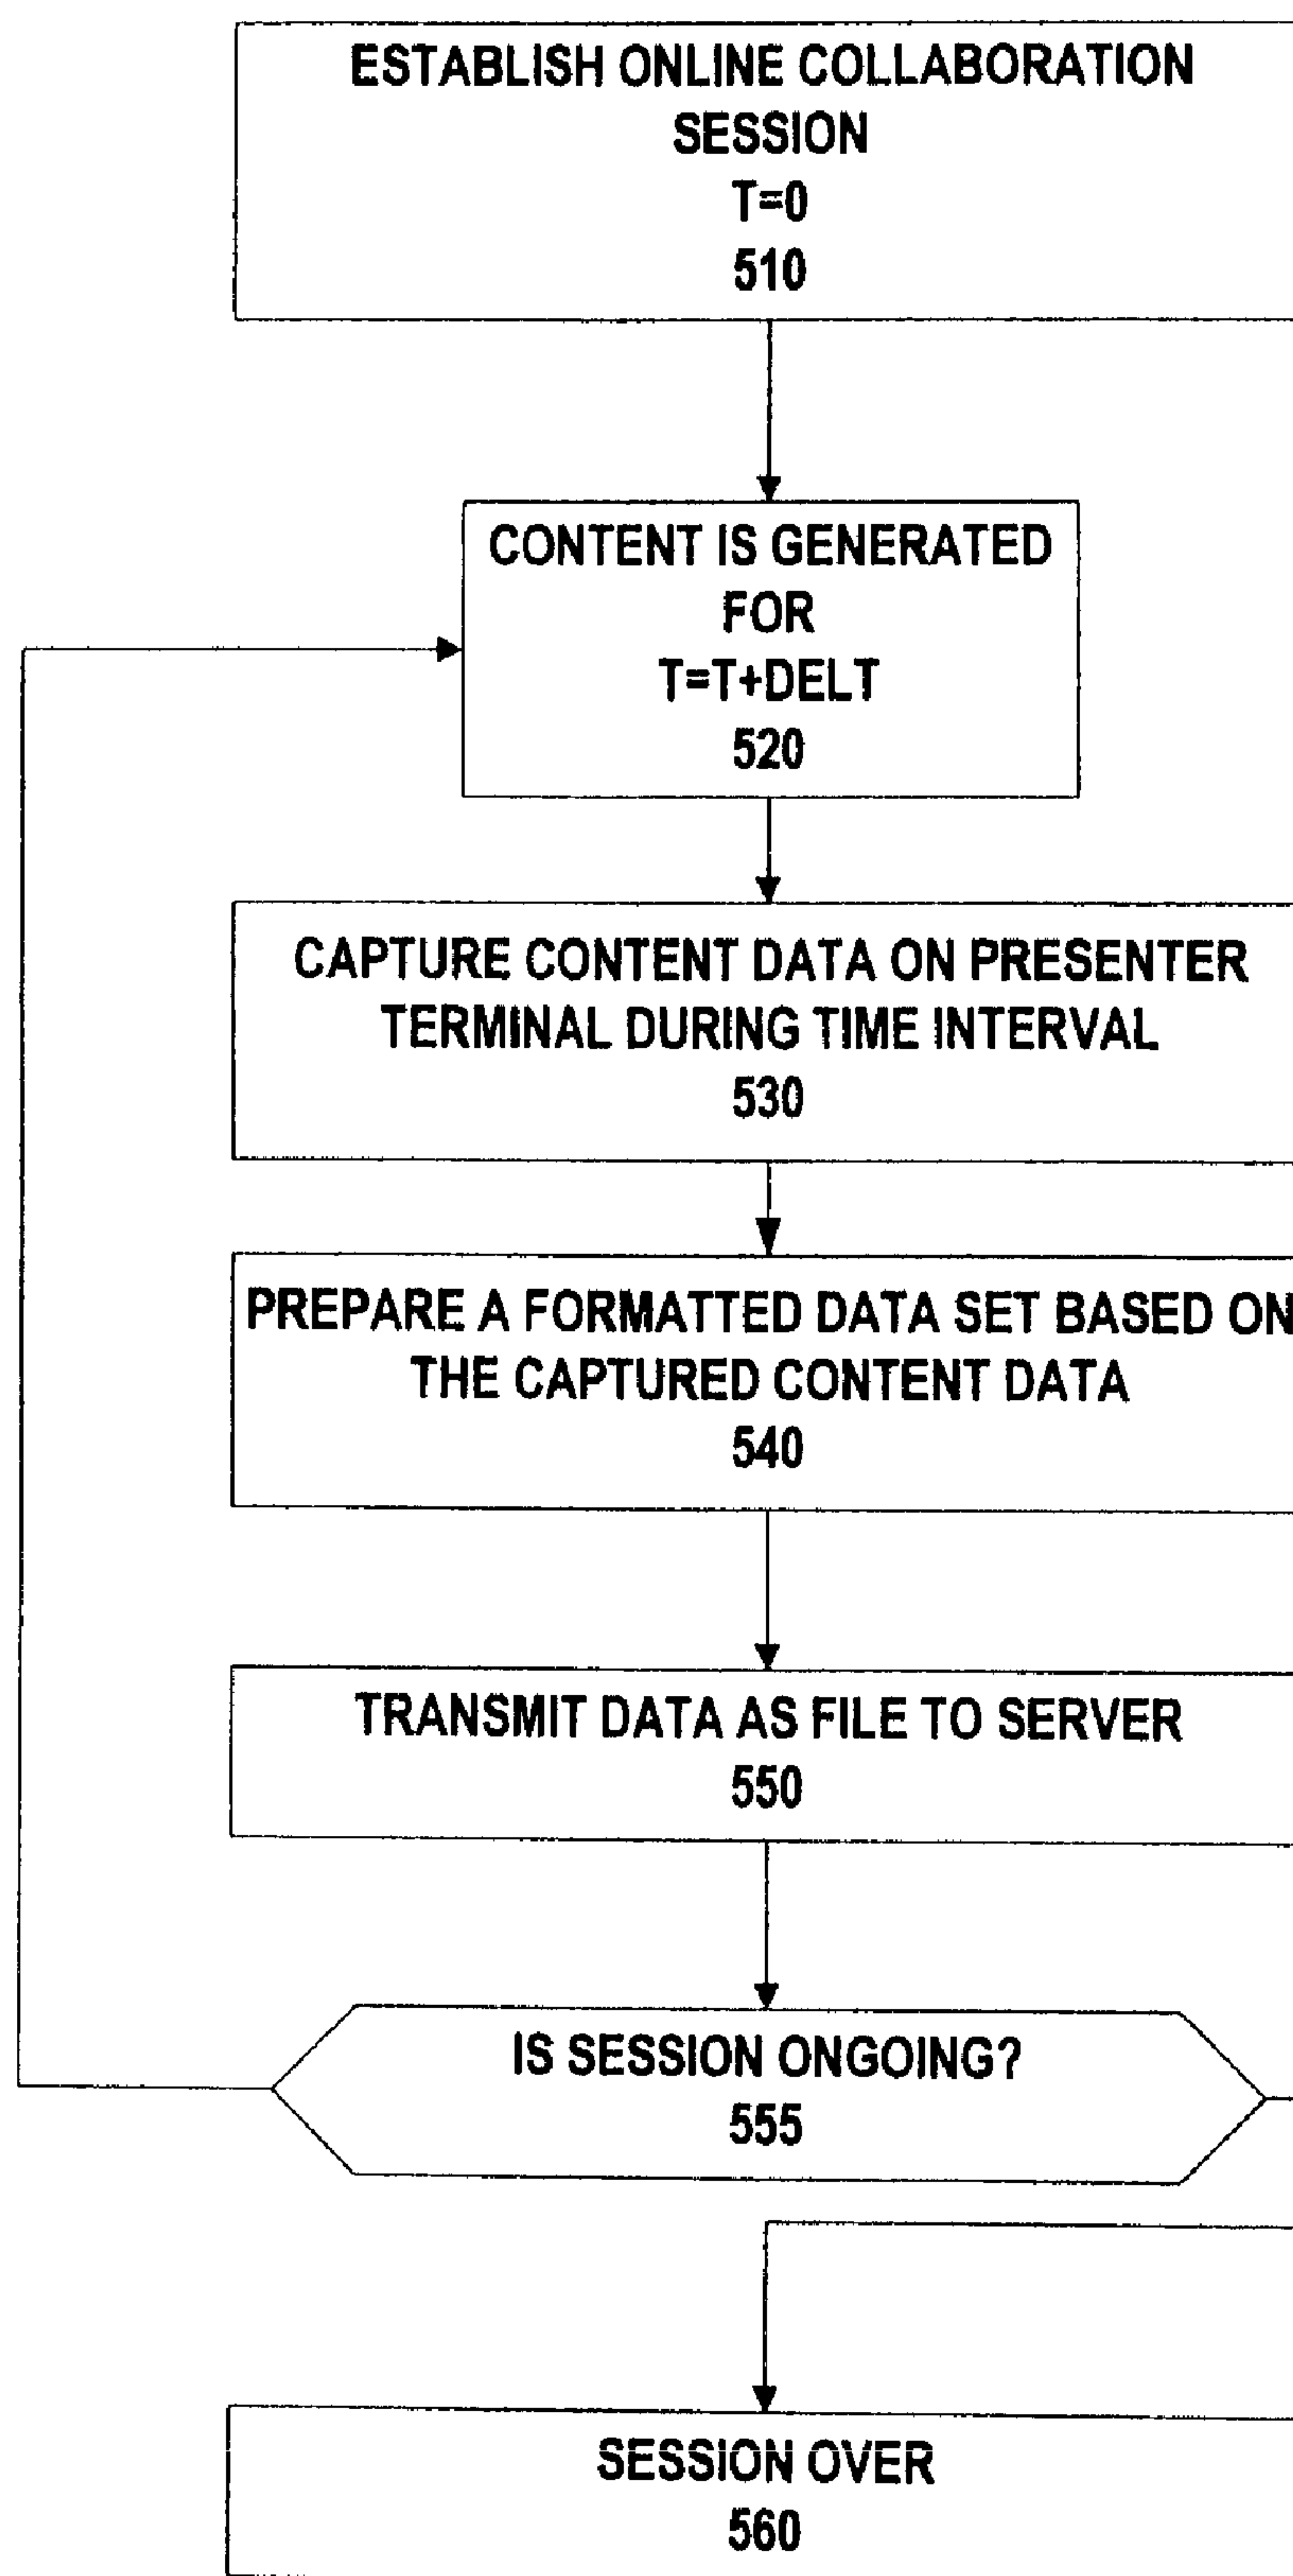 ESTABLISH ONLINE COLLABORATION
SESSION
T=0
510
CONTENT IS GENERATED
FOR
T=T+DELT
520
CAPTURE CONTENT DATA ON PRESENTER
TERMINAL DURING TIME INTERVAL
530
PREPARE A FORMATTED DATA SET BASED ON
THE CAPTURED CONTENT DATA
540
TRANSMIT DATA AS FILE TO SERVER
550
IS SESSION ONGOING?
555
SESSION OVER
560